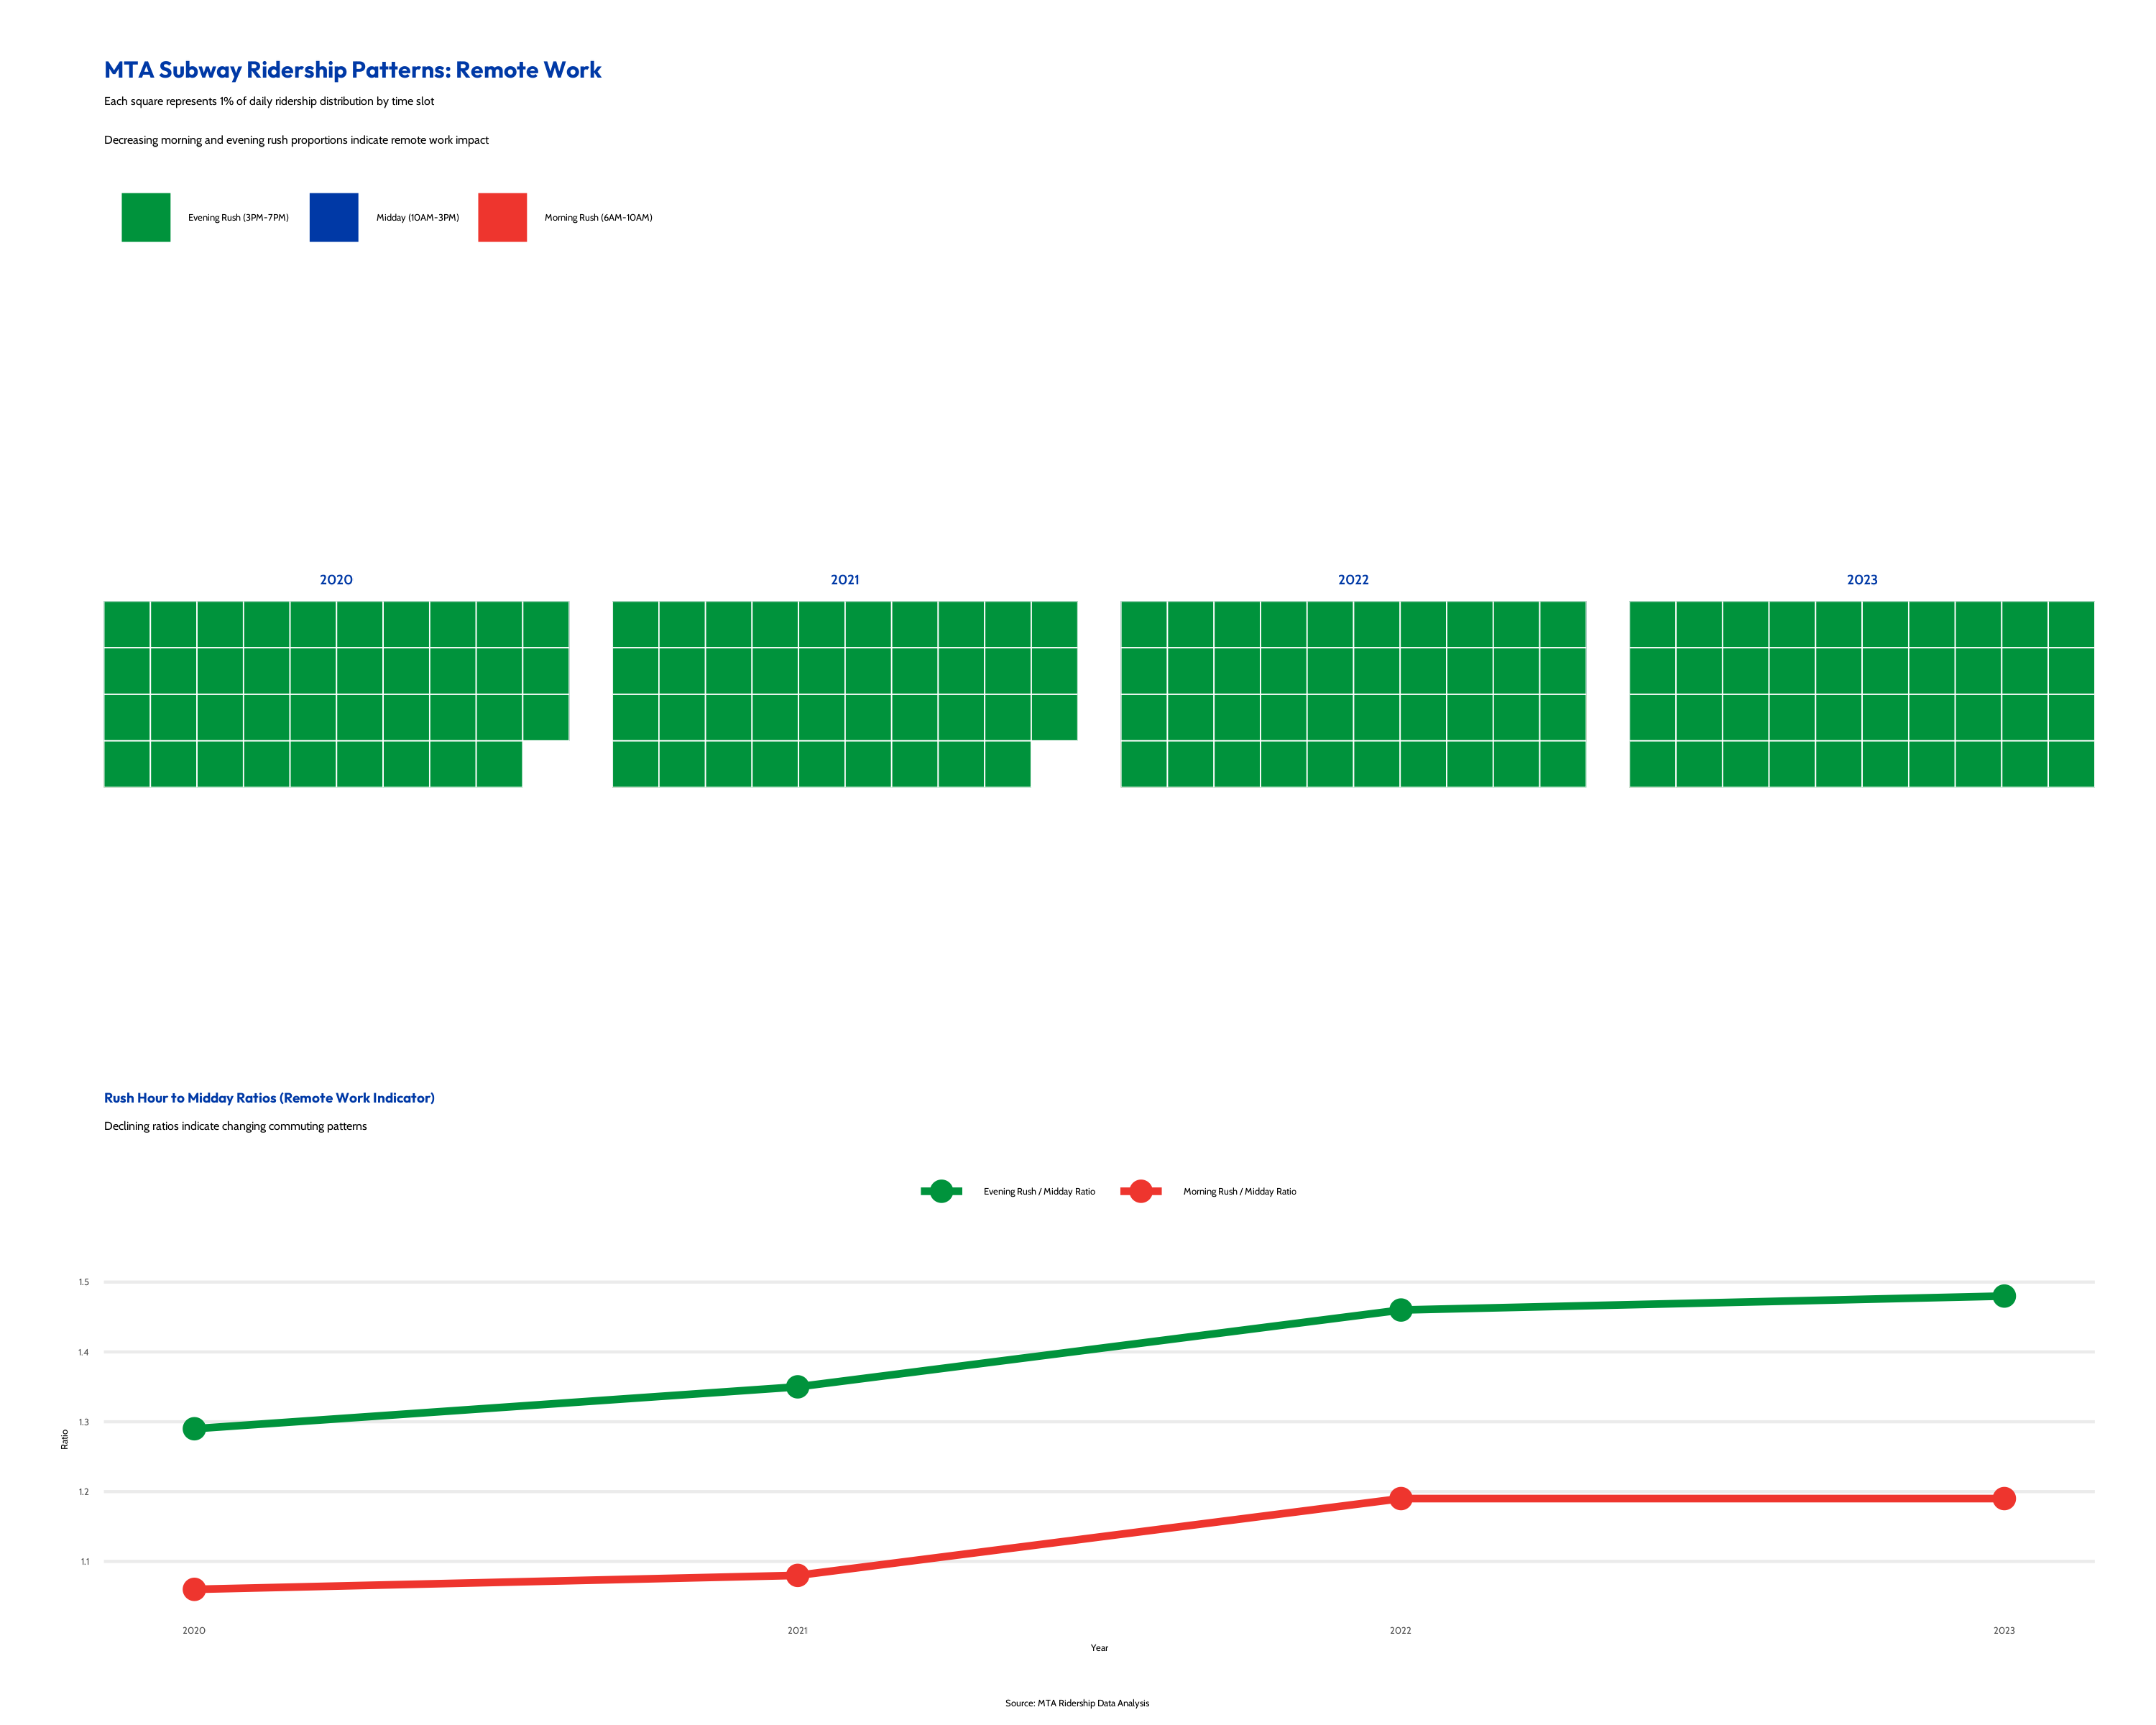 MTA Subway Ridership Patterns: Remote Work
Each square represents 1% of daily ridership distribution by time slot
Decreasing morning and evening rush proportions indicate remote work impact
Evening Rush (3PM-7PM) Midday (10AM-3PM) Morning Rush (6AM-10AM)
2020 2021 2022 2023
Rush Hour to Midday Ratios (Remote Work Indicator)
Declining ratios indicate changing commuting patterns
Evening Rush / Midday Ratio Morning Rush / Midday Ratio
1.5
1.4
1.3
Ratio
1.2
1.1
2020 2021 2022 2023
Year
Source: MTA Ridership Data Analysis